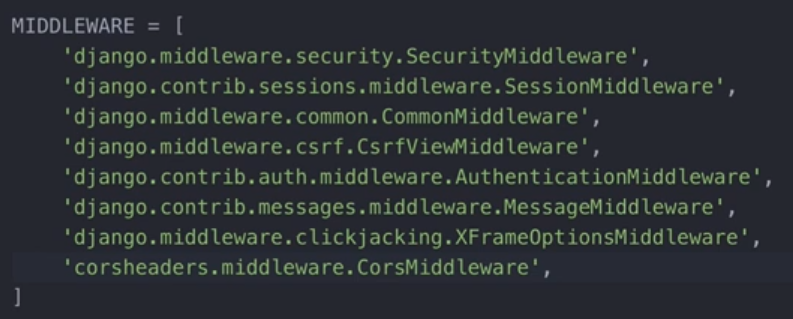 MIDDLEWARE = [
    'django.middleware.security.SecurityMiddleware',
    'django.contrib.sessions.middleware.SessionMiddleware',
    'django.middleware.common.CommonMiddleware',
    'django.middleware.csrf.CsrfViewMiddleware',
    'django.contrib.auth.middleware.AuthenticationMiddleware',
    'django.contrib.messages.middleware.MessageMiddleware',
    'django.middleware.clickjacking.XFrameOptionsMiddleware',
    'corsheaders.middleware.CorsMiddleware',
]